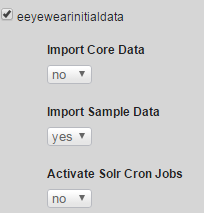 eeyewearinitialdata
Import Core Data
no
Import Sample Data
yes
Activate Solr Cron Jobs
no